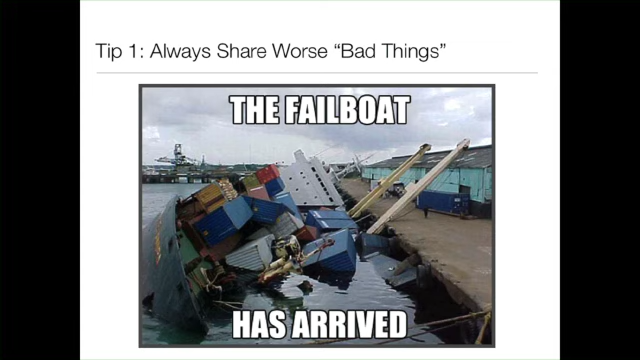 Tip 1: Always Share Worse “Bad Things”
THE FAILBOAT
HAS ARRIVED